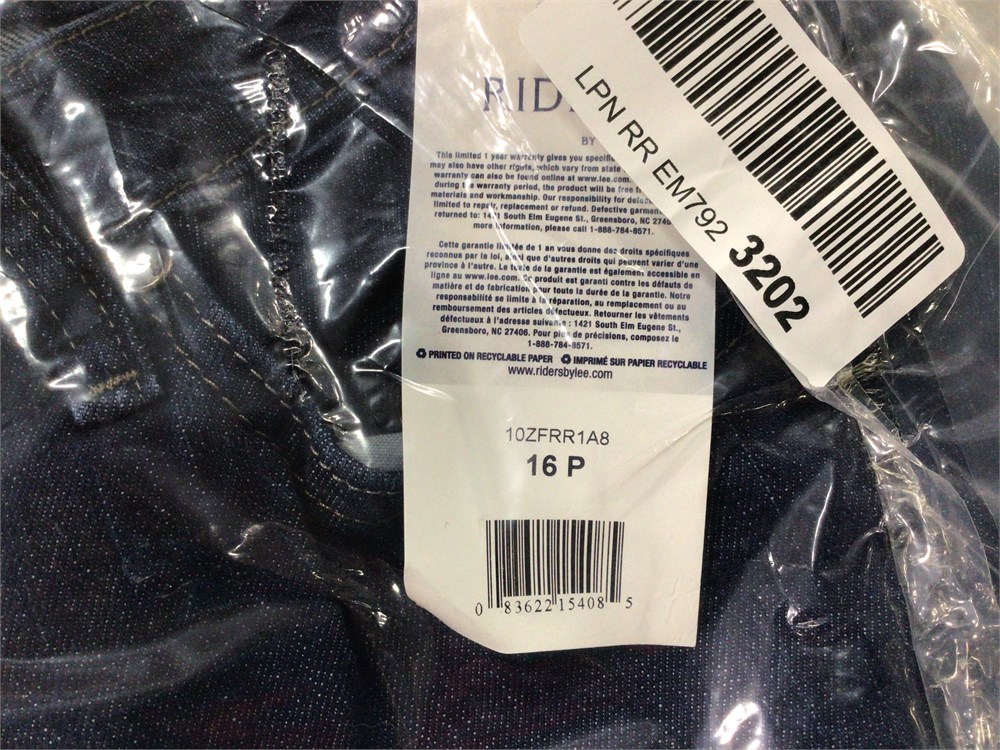 RID
BY
This limited 1 year warranty gives you specific
may also have other rights, which vary from state
warranty can also be found online at www.lee.com.
during the warranty period, the product will be free
materials and workmanship. Our responsibility for
limited to repair, replacement or refund. Defective
returned to: 1421 South Elm Eugene St., Greensboro, NC
more information, please call 1-888-784-8571.
Cette garantie limitée de 1 an vous donne des droits spécifiques
reconnus par la loi, ainsi que d'autres droits qui peuvent varier d'une
province à l'autre. Le texte de la garantie est également accessible en
ligne au www.lee.com. Ce produit est garanti contre les défauts de
matière et de fabrication pour toute la durée de la garantie. Notre
responsabilité se limite à la réparation, au remplacement ou au
remboursement des articles défectueux. Retourner les vêtements
défectueux à l'adresse suivante : 1421 South Elm Eugene St.,
Greensboro, NC 27406. Pour plus de précisions, composez le
1-888-784-8571.
PRINTED ON RECYCLABLE PAPER IMPRIMÉ SUR PAPIER RECYCLABLE
www.ridersbylee.com
10ZFRR1A8
16 P
0 83622 15408 5
LPN RR EM792 3202